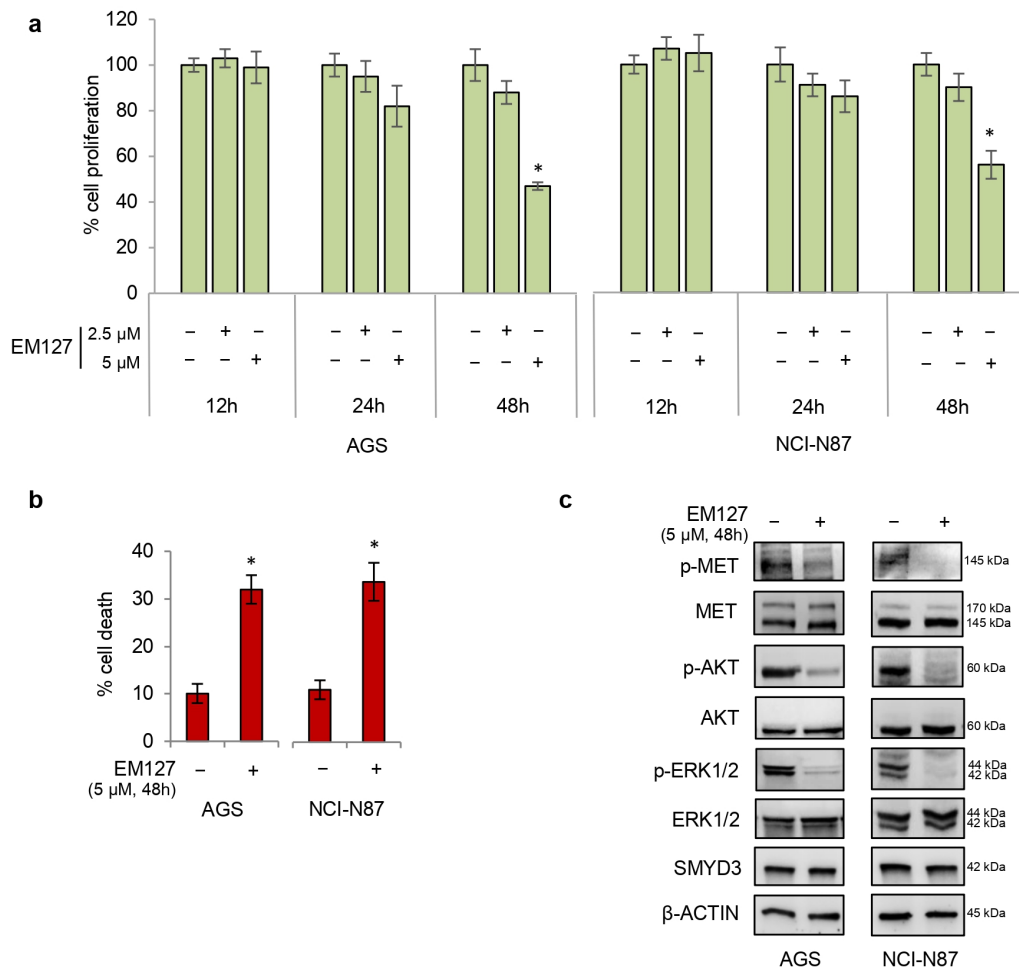 a
% cell proliferation
120
100
80
60
40
20
0
* *
EM127
2.5 µM – + – – + – – + – – + – – + – – + –
5 µM – – + – – + – – + – – + – – + – – +
12h 24h 48h 12h 24h 48h
AGS NCI-N87
b
% cell death
40
30
20
10
0
* *
EM127 – + – +
(5 µM, 48h)
AGS NCI-N87
c
EM127 – + – +
(5 µM, 48h)
p-MET 145 kDa
MET 170 kDa
145 kDa
p-AKT 60 kDa
AKT 60 kDa
p-ERK1/2 44 kDa
42 kDa
ERK1/2 44 kDa
42 kDa
SMYD3 42 kDa
β-ACTIN 45 kDa
AGS NCI-N87